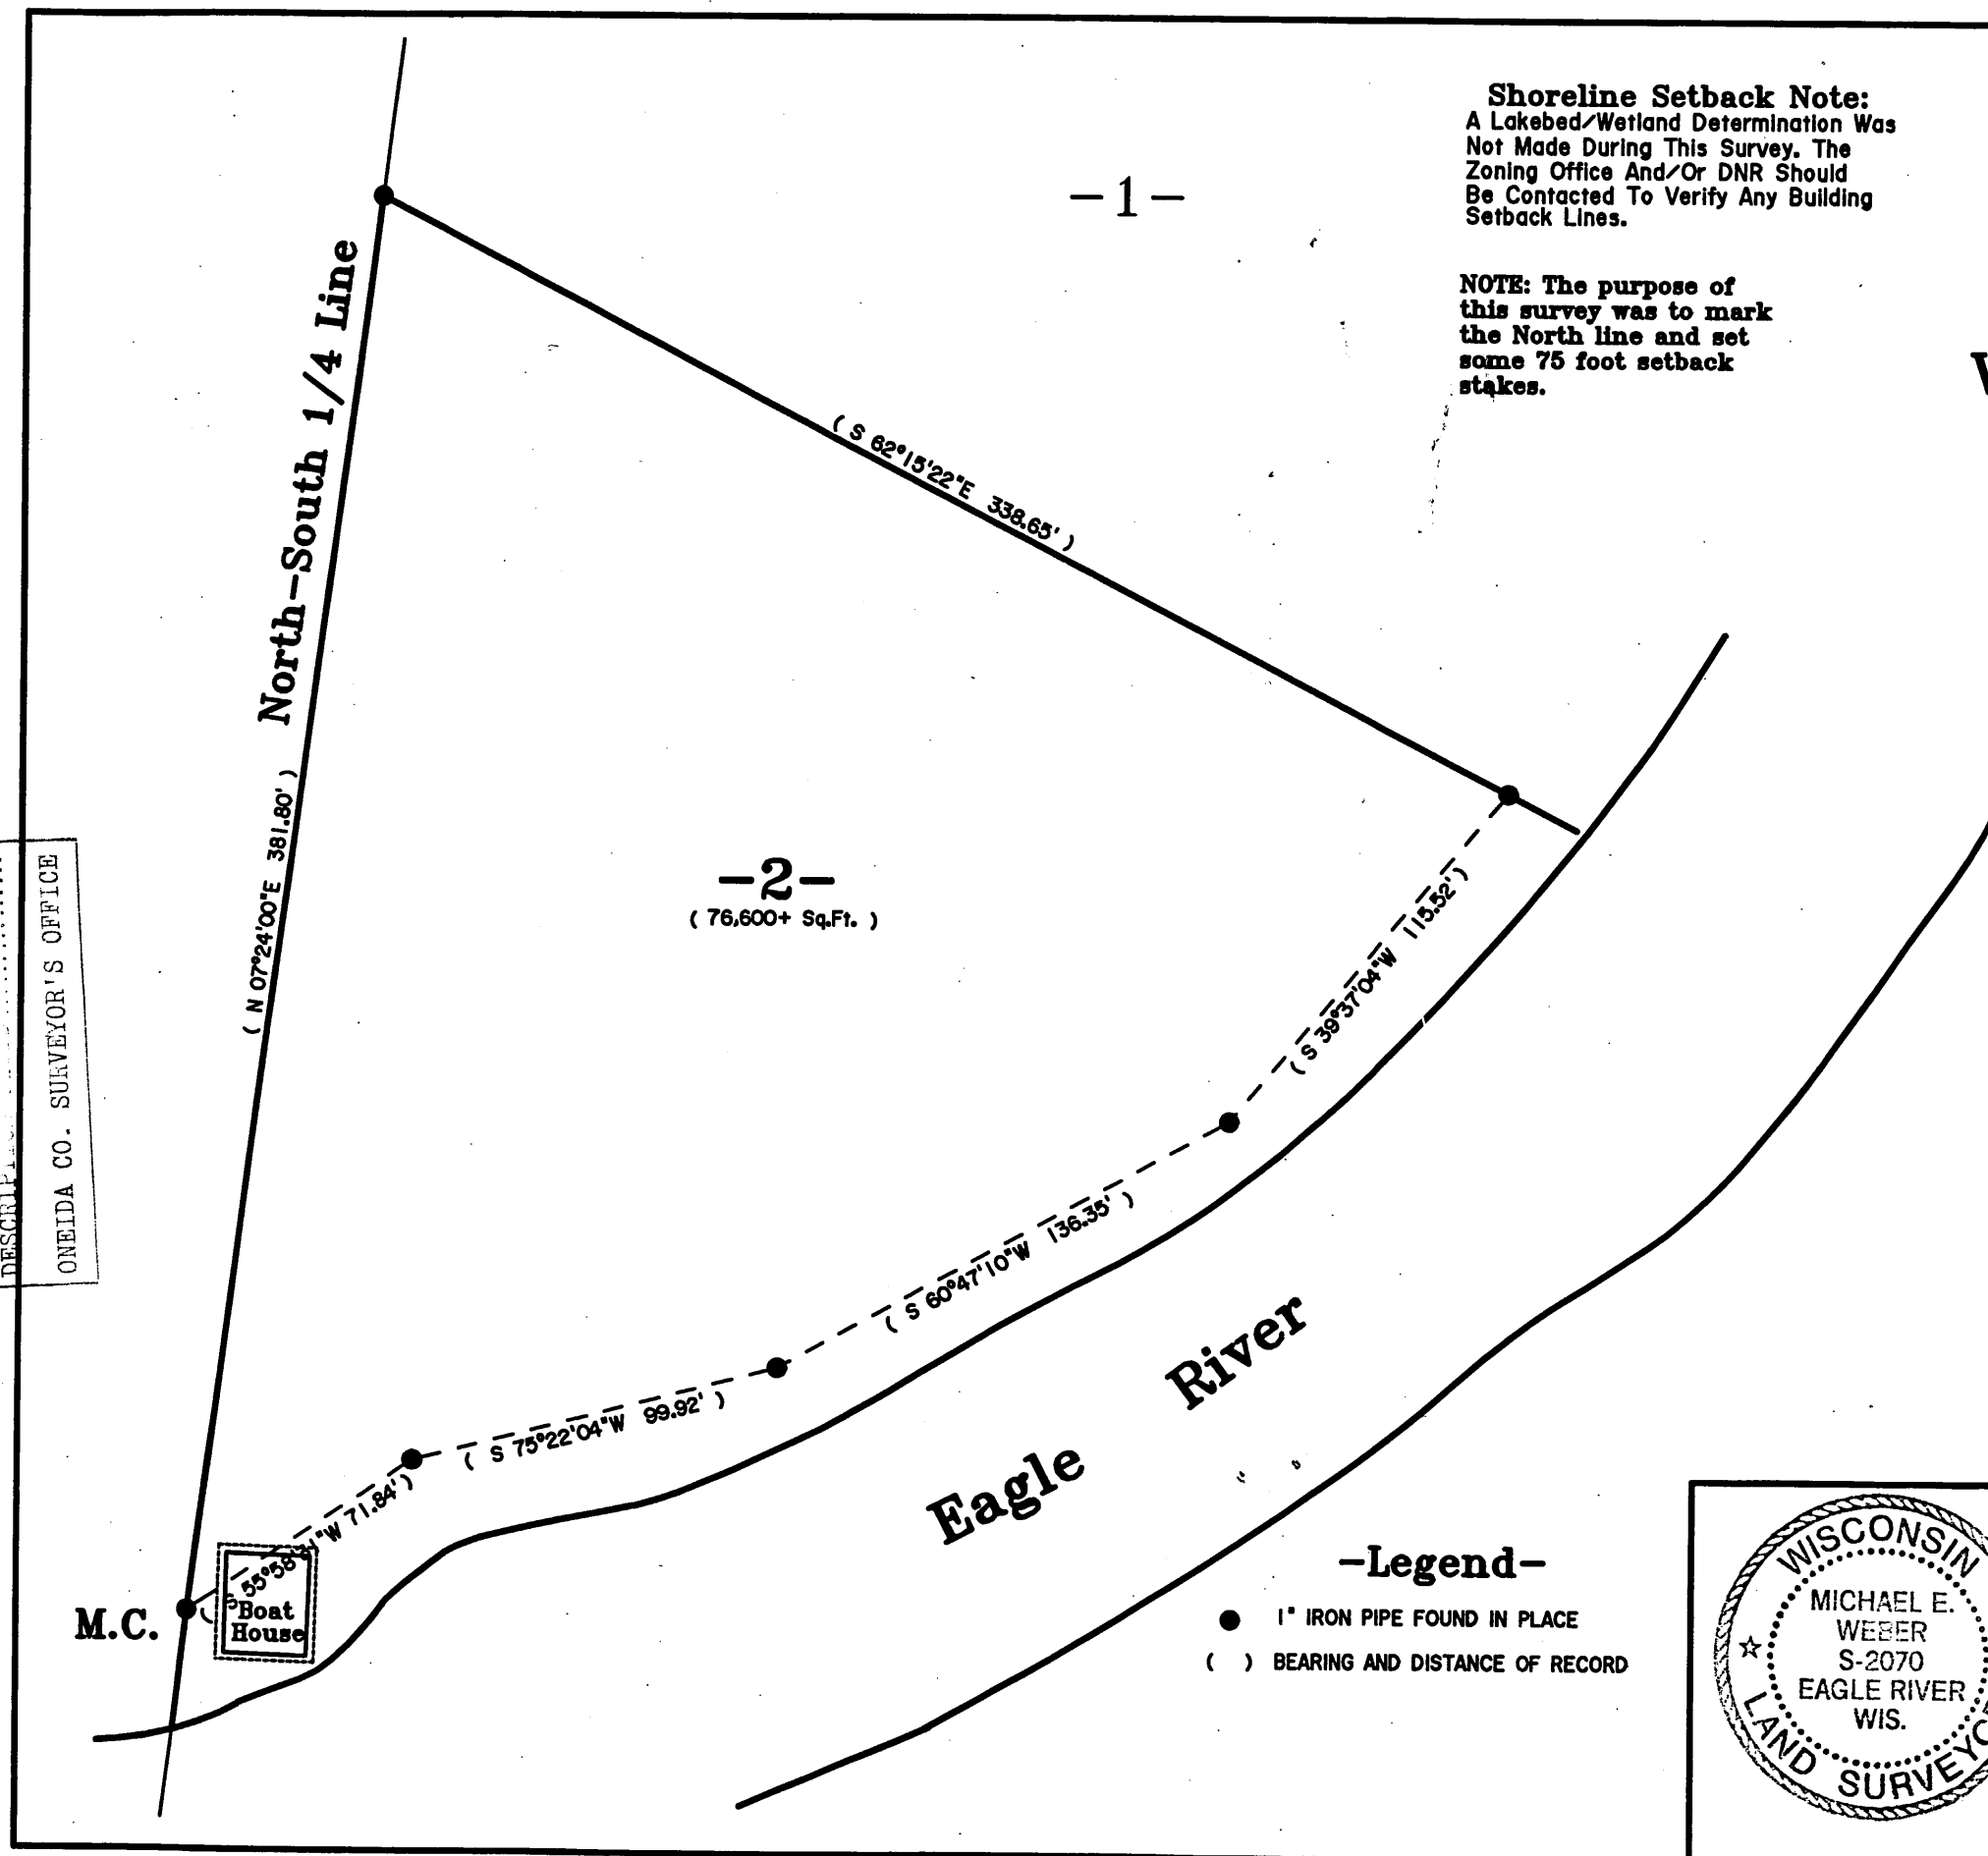 Shoreline Setback Note:
A Lakebed/Wetland Determination Was
Not Made During This Survey. The
Zoning Office And/Or DNR Should
Be Contacted To Verify Any Building
Setback Lines.
-1-
NOTE: The purpose of
this survey was to mark
the North line and set
some 75 foot setback
stakes.
North-South 1/4 Line
( N 07°24'00"E 381.80' )
( S 62°15'22"E 338.65' )
-2-
( 76,600+ Sq.Ft. )
( S 39°37'04"W 115.52')
( S 60°47'10"W 136.35' )
( S 75°22'04"W 99.92' )
W 71.84')
ONEIDA CO. SURVEYOR'S OFFICE
M.C.
Boat
House
Eagle River
-Legend-
1" IRON PIPE FOUND IN PLACE
( ) BEARING AND DISTANCE OF RECORD
WISCONSIN
MICHAEL E.
WEBER
S-2070
EAGLE RIVER
WIS.
LAND SURVEYO